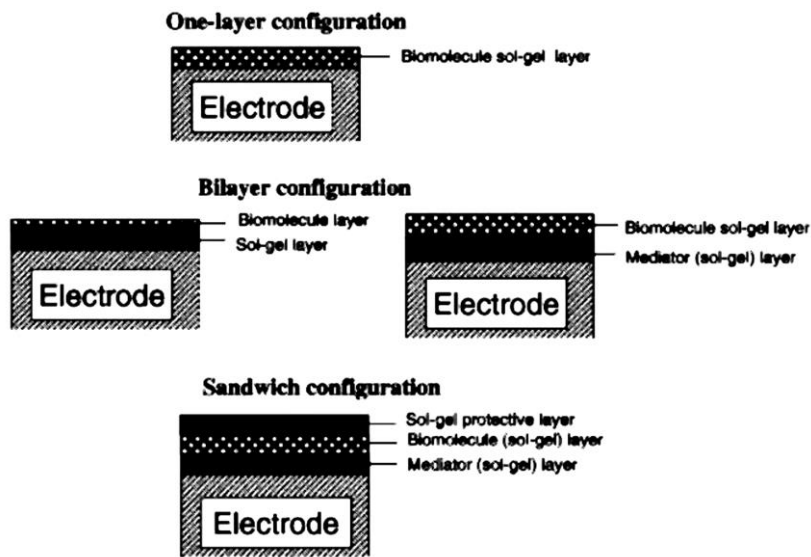 One-layer configuration
Biomolecule sol-gel layer
Electrode
Bilayer configuration
Biomolecule layer
Sol-gel layer
Electrode
Biomolecule sol-gel layer
Mediator (sol-gel) layer
Electrode
Sandwich configuration
Sol-gel protective layer
Biomolecule (sol-gel) layer
Mediator (sol-gel) layer
Electrode